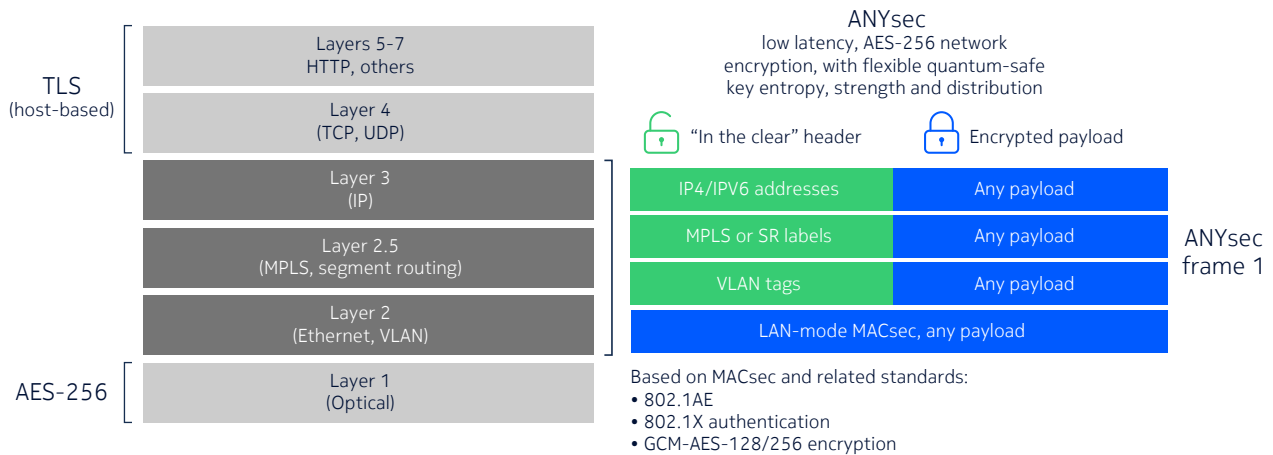 TLS
(host-based)
AES-256
Layers 5-7
HTTP, others
Layer 4
(TCP, UDP)
Layer 3
(IP)
Layer 2.5
(MPLS, segment routing)
Layer 2
(Ethernet, VLAN)
Layer 1
(Optical)
ANYsec
low latency, AES-256 network
encryption, with flexible quantum-safe
key entropy, strength and distribution
“In the clear” header
Encrypted payload
IP4/IPV6 addresses
Any payload
MPLS or SR labels
Any payload
VLAN tags
Any payload
LAN-mode MACsec, any payload
ANYsec
frame 1
Based on MACsec and related standards:
• 802.1AE
• 802.1X authentication
• GCM-AES-128/256 encryption